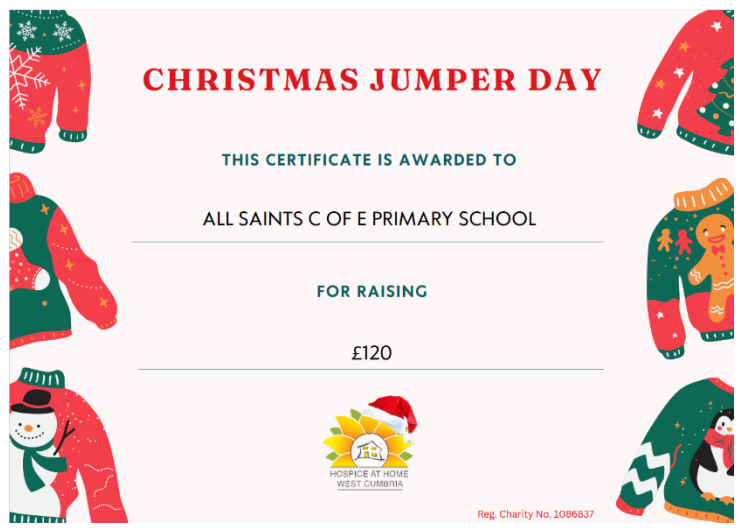 CHRISTMAS JUMPER DAY
THIS CERTIFICATE IS AWARDED TO
ALL SAINTS C OF E PRIMARY SCHOOL
FOR RAISING
£120
HOSPICE AT HOME
WEST CUMBRIA
Reg. Charity No. 1086837